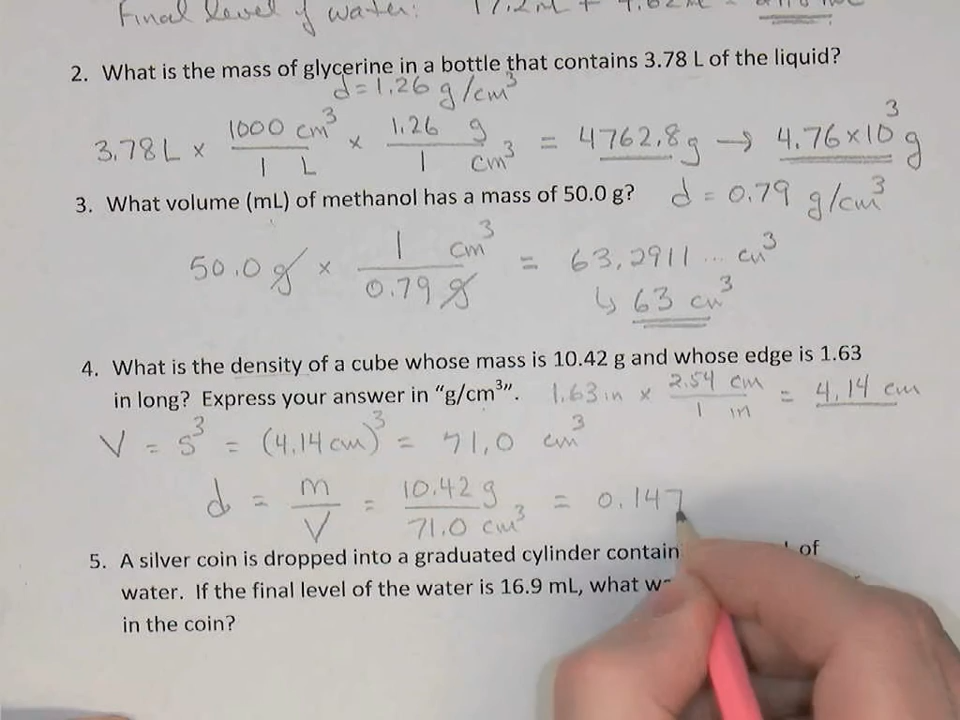 Final level of water: 17.2mL + 4.62mL =
2. What is the mass of glycerine in a bottle that contains 3.78 L of the liquid?
d = 1.26 g/cm³
3.78 L × 1000 cm³ / 1 L × 1.26 g / 1 cm³ = 4762.8 g → 4.76×10³ g
3. What volume (mL) of methanol has a mass of 50.0 g? d = 0.79 g/cm³
50.0 g × 1 cm³ / 0.79 g = 63.2911 ... cm³
↳ 63 cm³
4. What is the density of a cube whose mass is 10.42 g and whose edge is 1.63
in long? Express your answer in “g/cm³”. 1.63 in × 2.54 cm / 1 in = 4.14 cm
V = s³ = (4.14 cm)³ = 71.0 cm³
d = m / V = 10.42 g / 71.0 cm³ = 0.147
5. A silver coin is dropped into a graduated cylinder contain of
water. If the final level of the water is 16.9 mL, what
in the coin?